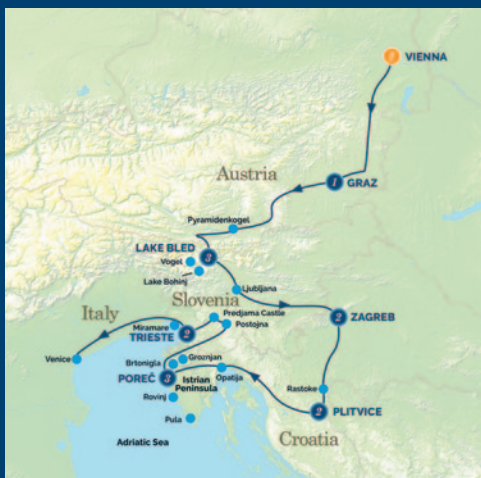 VIENNA
Austria
1
GRAZ
Pyramidenkogel
LAKE BLED
3
Vogel
Lake Bohinj
Ljubljana
Slovenia
2
ZAGREB
Italy
Predjama Castle
Miramare
Postojna
TRIESTE
2
Venice
Brtonigla
Groznjan
POREČ
3
Istrian
Peninsula
Opatija
Rastoke
Rovinj
2
PLITVICE
Pula
Adriatic Sea
Croatia